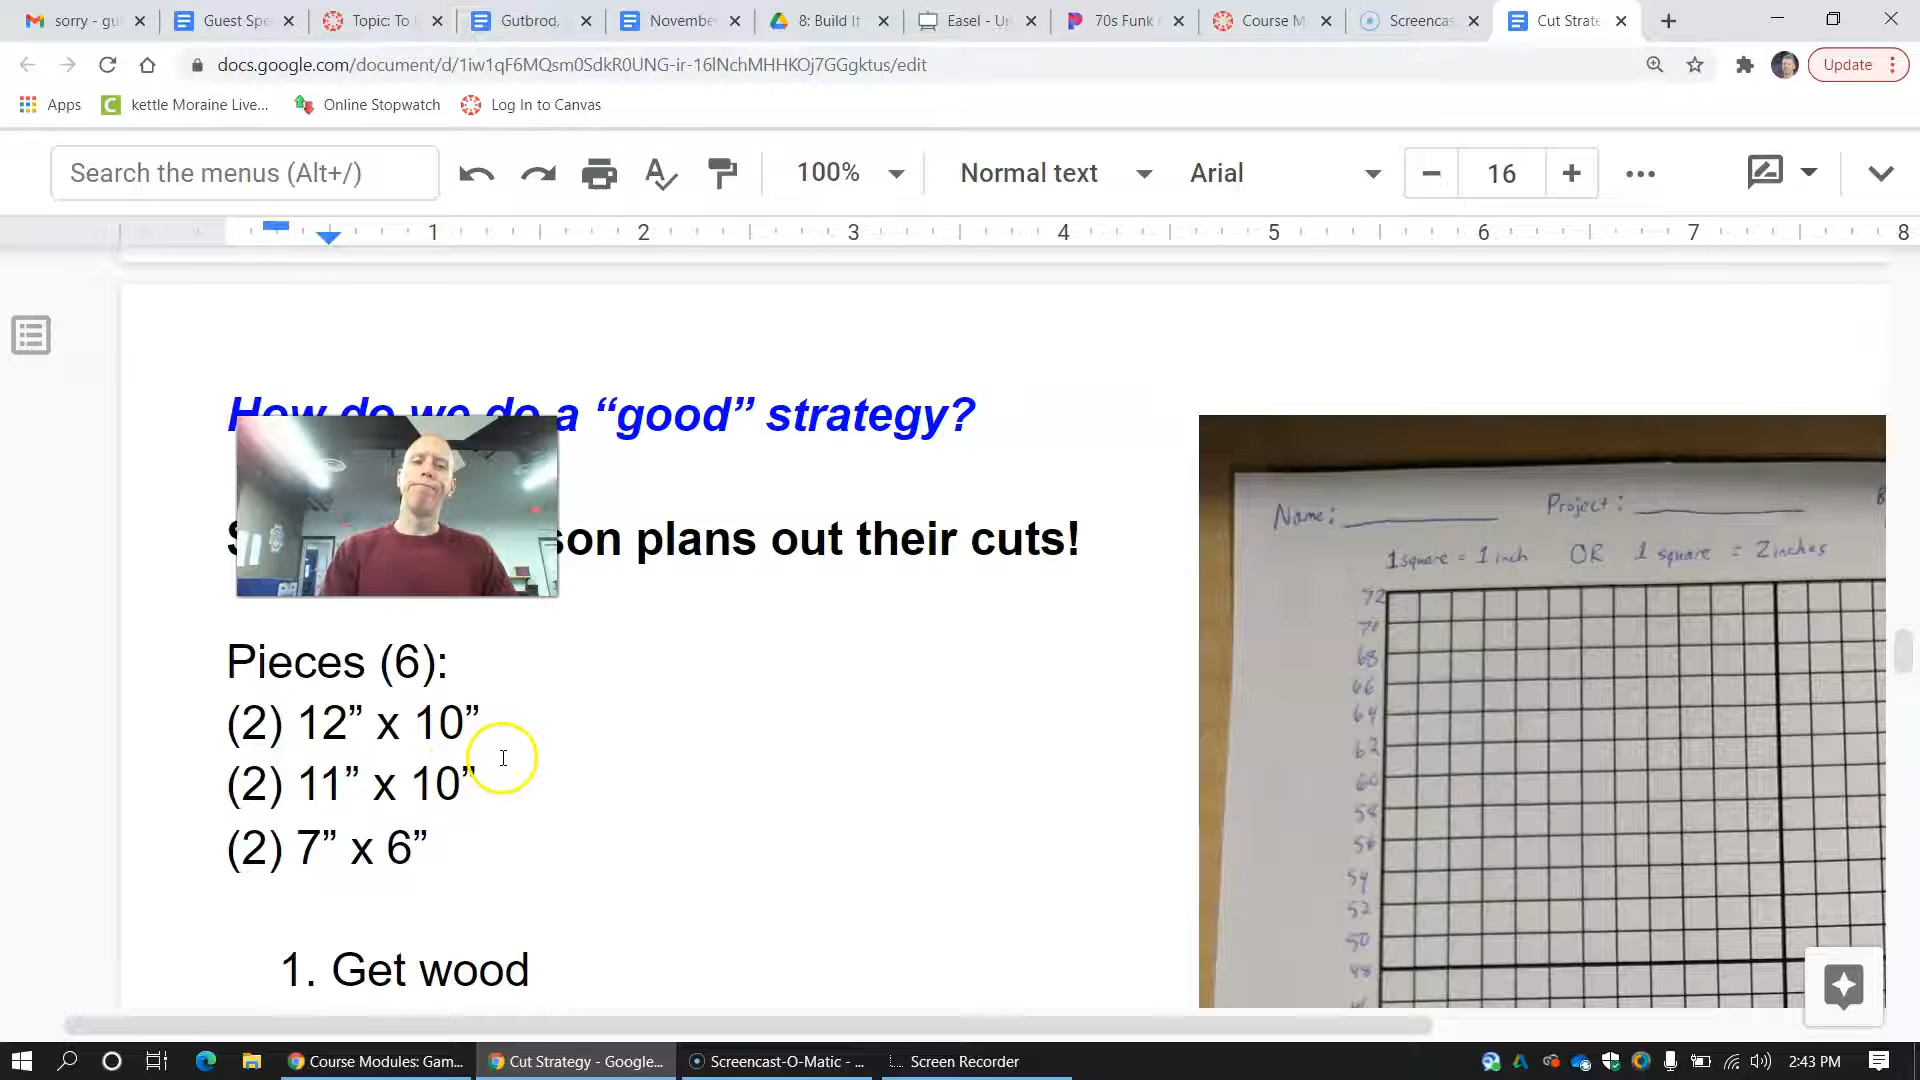 sorry - gu
Guest Spe
Topic: To
Gutbrod,
Novembe
8: Build It
Easel - U
70s Funk
Course M
Screencas
Cut Strate
docs.google.com/document/d/1iw1qF6MQsm0SdkR0UNG-ir-16lNchMHHKOj7GGgktus/edit
Update
Apps
kettle Moraine Live...
Online Stopwatch
Log In to Canvas
Search the menus (Alt+/)
100%
Normal text
Arial
16
1 2 3 4 5 6 7 8
How do we do a “good” strategy?
son plans out their cuts!
Pieces (6):
(2) 12” x 10”
(2) 11” x 10”
(2) 7” x 6”
1. Get wood
Name: Project:
1 square = 1 inch OR 1 square = 2 inches
72
70
68
66
64
62
60
58
56
54
52
50
48
Course Modules: Gam...
Cut Strategy - Google...
Screencast-O-Matic - ...
Screen Recorder
2:43 PM